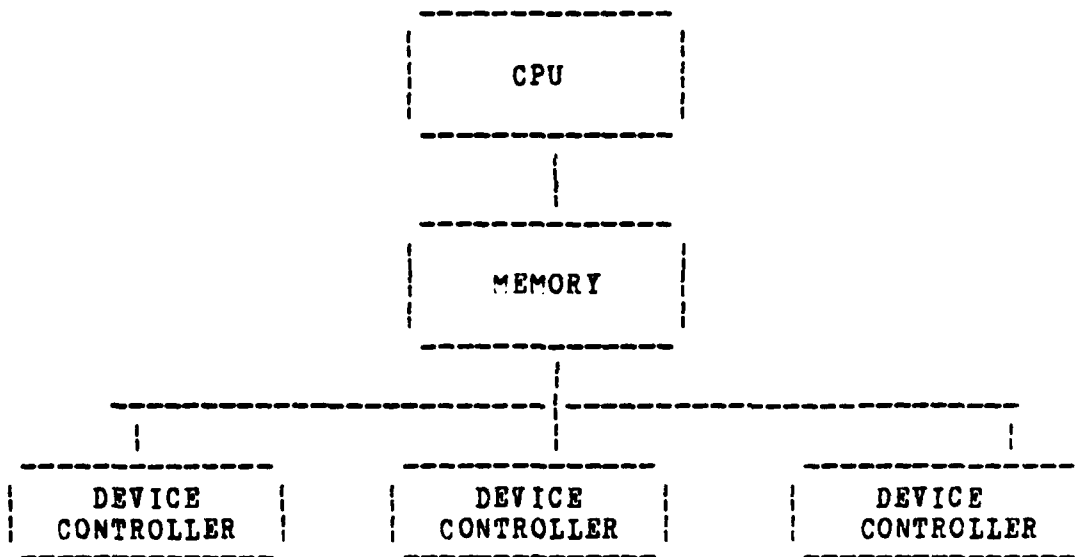 CPU
MEMORY
DEVICE DEVICE DEVICE
CONTROLLER CONTROLLER CONTROLLER